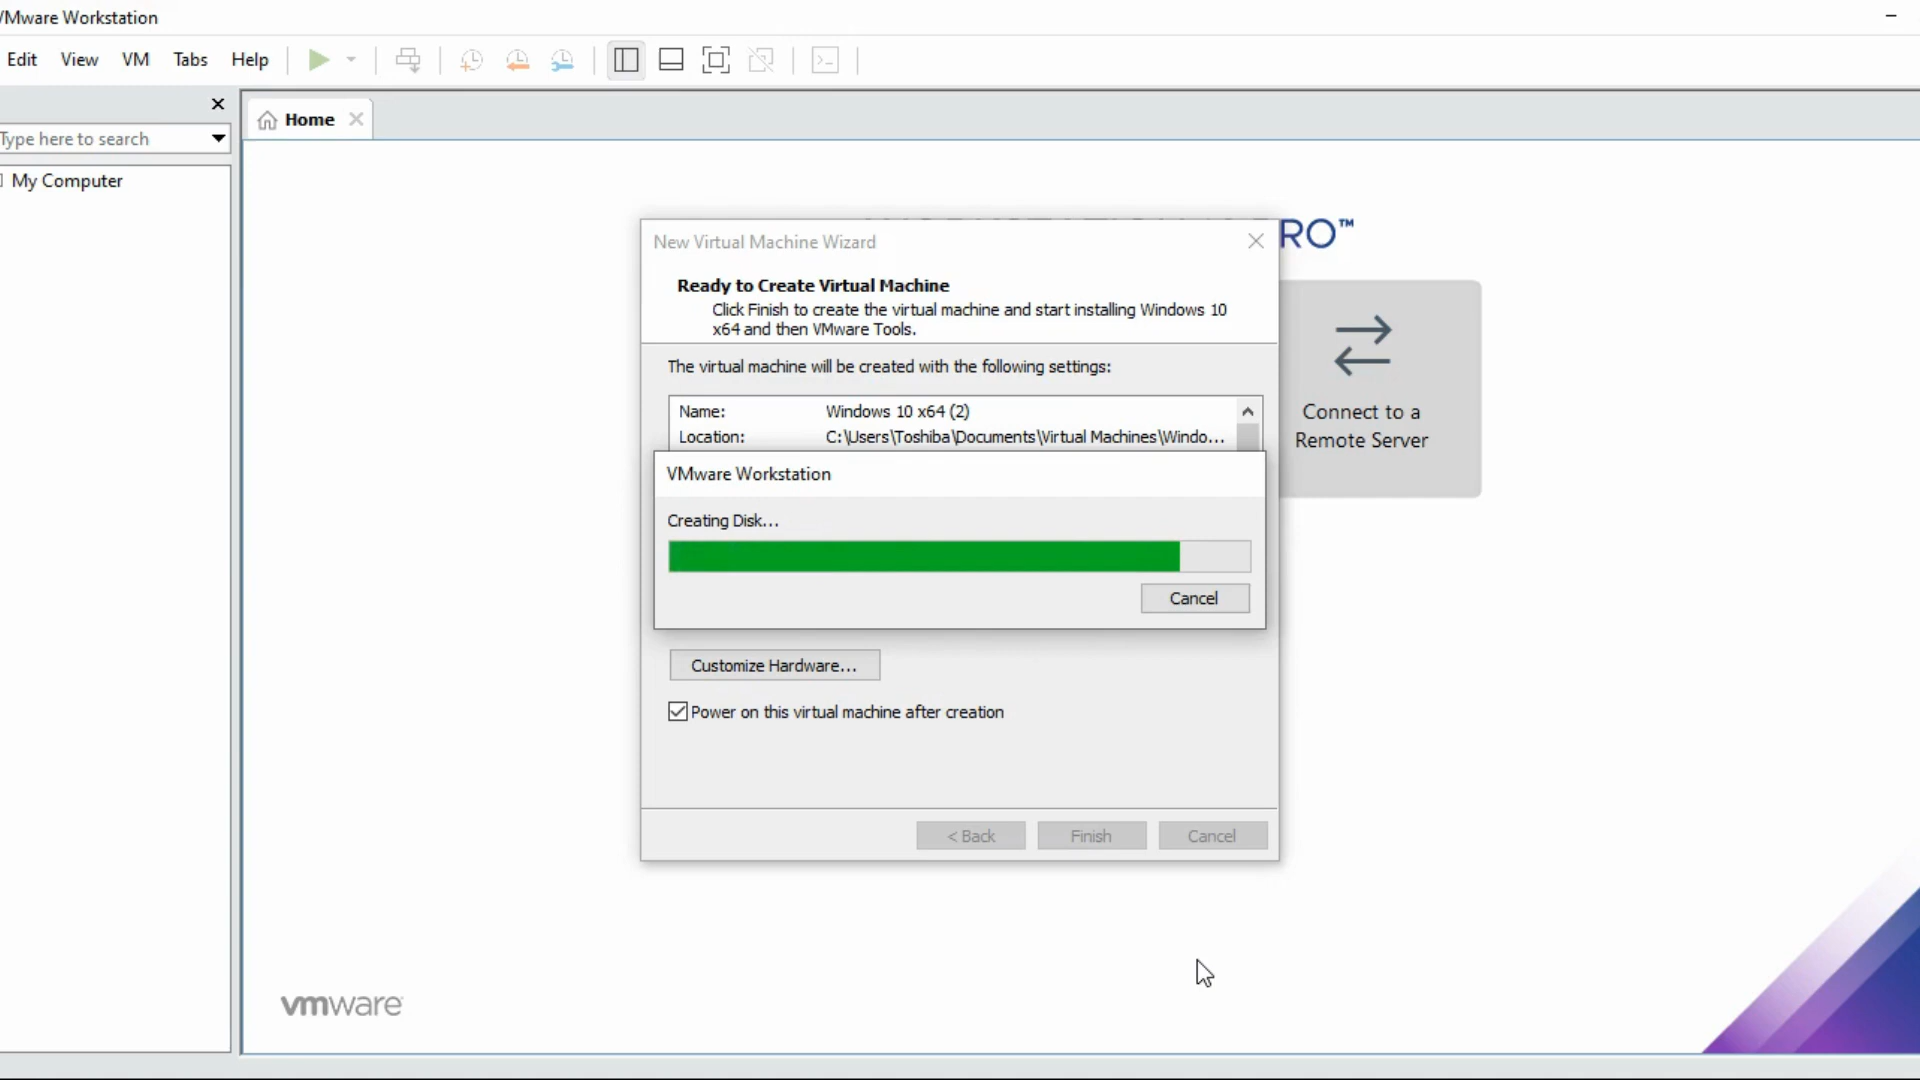 VMware Workstation
Edit View VM Tabs Help
Home
Type here to search
My Computer
RO™
New Virtual Machine Wizard
Ready to Create Virtual Machine
Click Finish to create the virtual machine and start installing Windows 10
x64 and then VMware Tools.
The virtual machine will be created with the following settings:
Name: Windows 10 x64 (2)
Location: C:\Users\Toshiba\Documents\Virtual Machines\Windo...
VMware Workstation
Creating Disk...
Cancel
Customize Hardware...
Power on this virtual machine after creation
< Back Finish Cancel
Connect to a
Remote Server
vmware